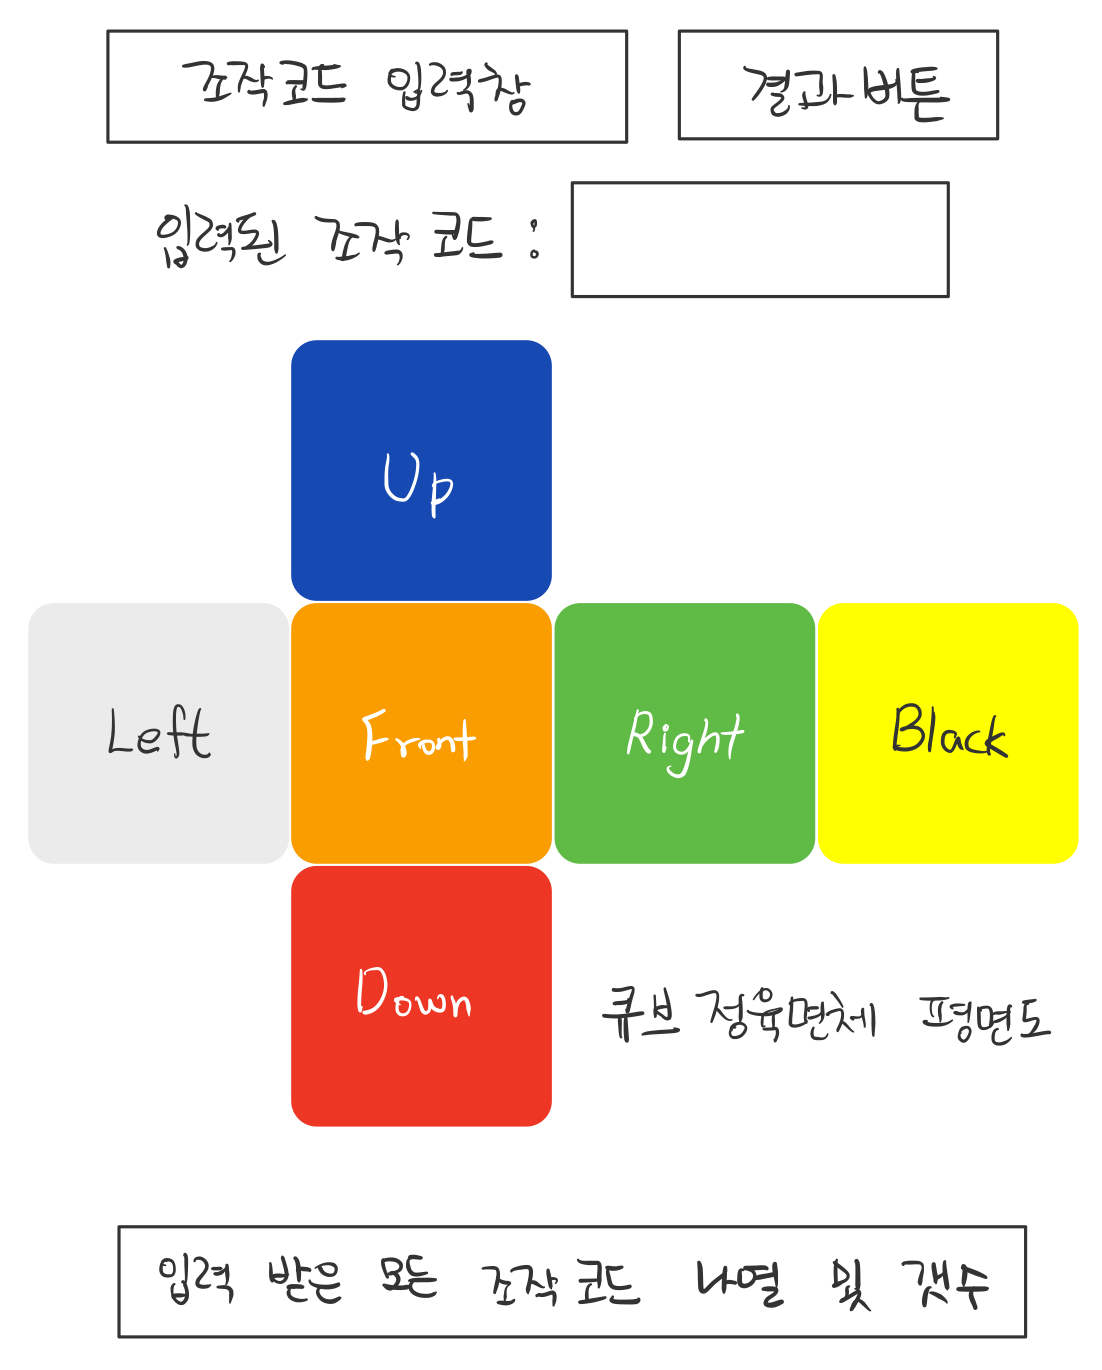 조작코드 입력창
결과버튼
입력된 조작 코드 :
Up
Left
Front
Right
Black
Down
큐브 정육면체 평면도
입력 받은 모든 조작코드 나열 및 갯수